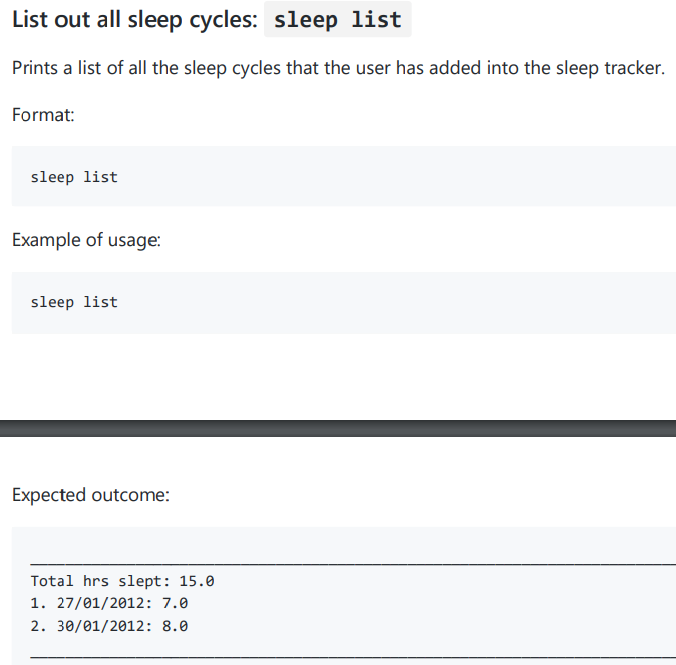 List out all sleep cycles: sleep list
Prints a list of all the sleep cycles that the user has added into the sleep tracker.
Format:
sleep list
Example of usage:
sleep list
Expected outcome:
Total hrs slept: 15.0
1. 27/01/2012: 7.0
2. 30/01/2012: 8.0